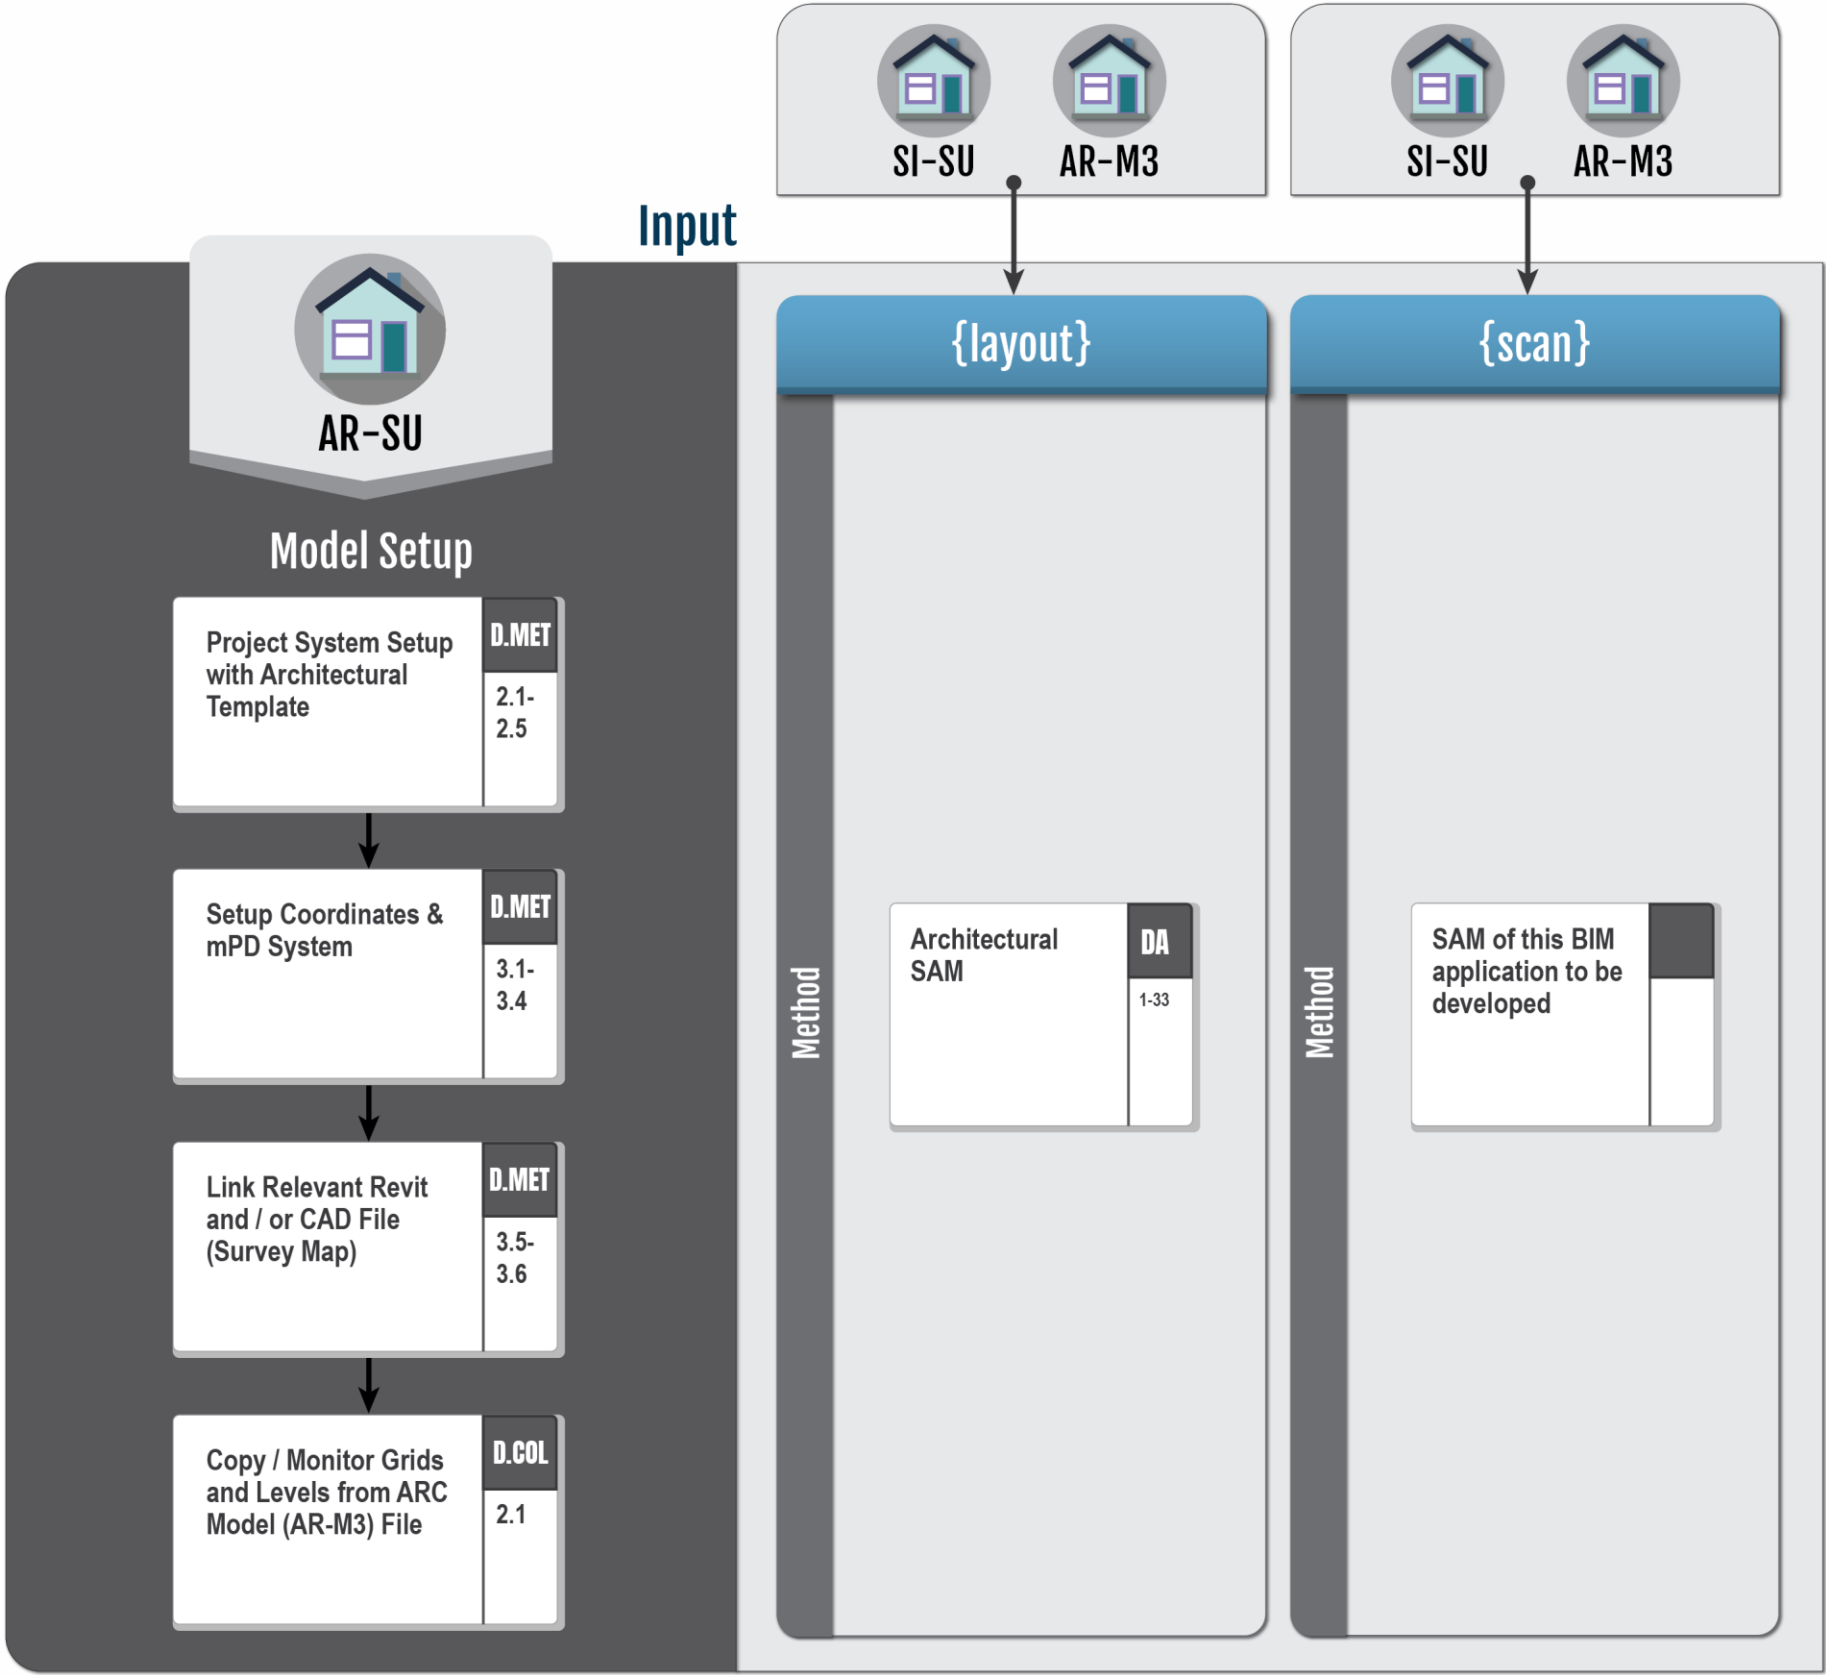 SI-SU
AR-M3
SI-SU
AR-M3
Input
AR-SU
Model Setup
Project System Setup
with Architectural
Template
D.MET
2.1-
2.5
Setup Coordinates &
mPD System
D.MET
3.1-
3.4
Link Relevant Revit
and / or CAD File
(Survey Map)
D.MET
3.5-
3.6
Copy / Monitor Grids
and Levels from ARC
Model (AR-M3) File
D.COL
2.1
{layout}
Method
Architectural
SAM
DA
1-33
{scan}
Method
SAM of this BIM
application to be
developed